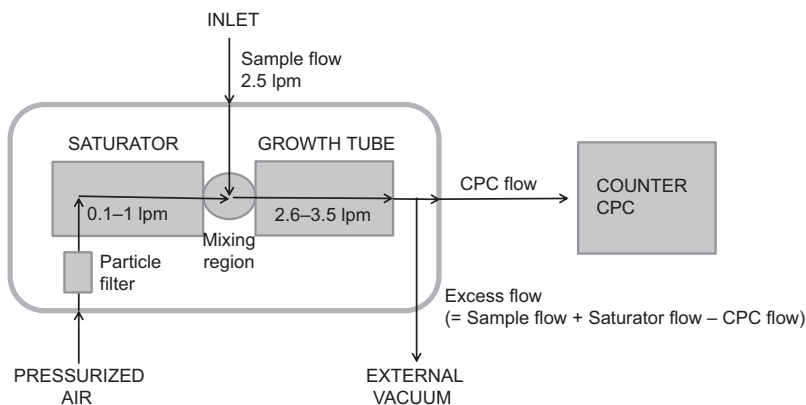 INLET
Sample flow
2.5 lpm
SATURATOR
GROWTH TUBE
0.1–1 lpm
2.6–3.5 lpm
Mixing
region
Particle
filter
CPC flow
COUNTER
CPC
Excess flow
(= Sample flow + Saturator flow – CPC flow)
PRESSURIZED
AIR
EXTERNAL
VACUUM